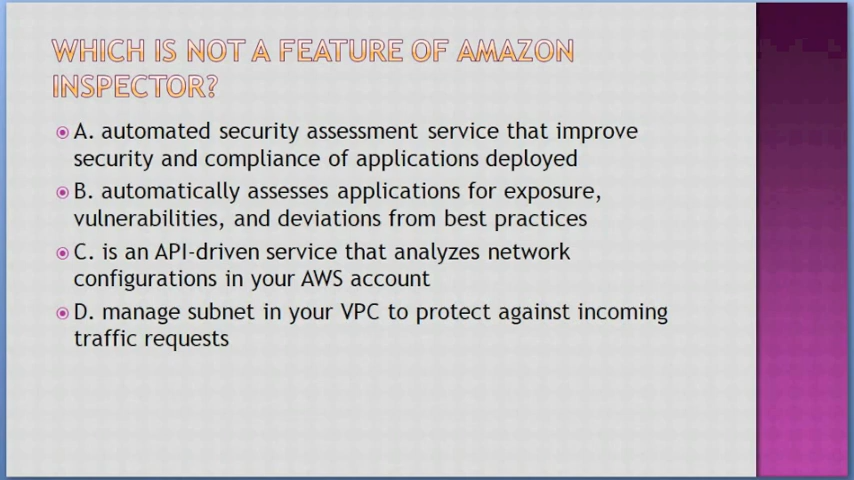 WHICH IS NOT A FEATURE OF AMAZON
INSPECTOR?
A. automated security assessment service that improve
security and compliance of applications deployed
B. automatically assesses applications for exposure,
vulnerabilities, and deviations from best practices
C. is an API-driven service that analyzes network
configurations in your AWS account
D. manage subnet in your VPC to protect against incoming
traffic requests